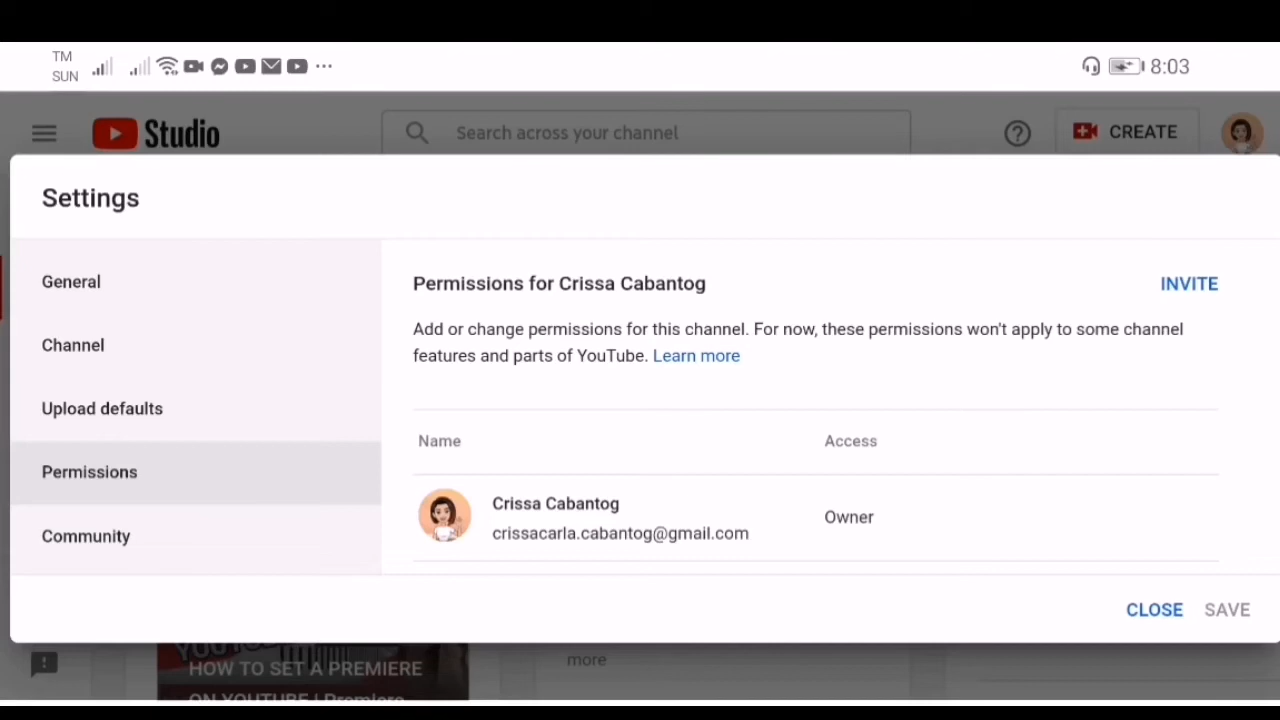 TM
SUN
8:03
Studio
Search across your channel
CREATE
Settings
General
Channel
Upload defaults
Permissions
Community
Permissions for Crissa Cabantog
INVITE
Add or change permissions for this channel. For now, these permissions won't apply to some channel
features and parts of YouTube. Learn more
Name
Access
Crissa Cabantog
crissacarla.cabantog@gmail.com
Owner
CLOSE
SAVE
HOW TO SET A PREMIERE
ON YOUTUBE | Premiere
more